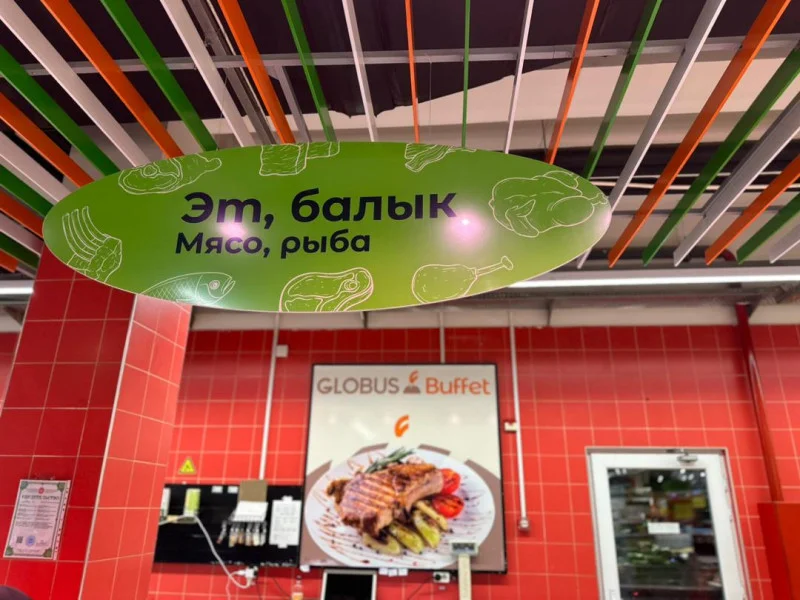 Эт, балык
Мясо, рыба
GLOBUS Buffet